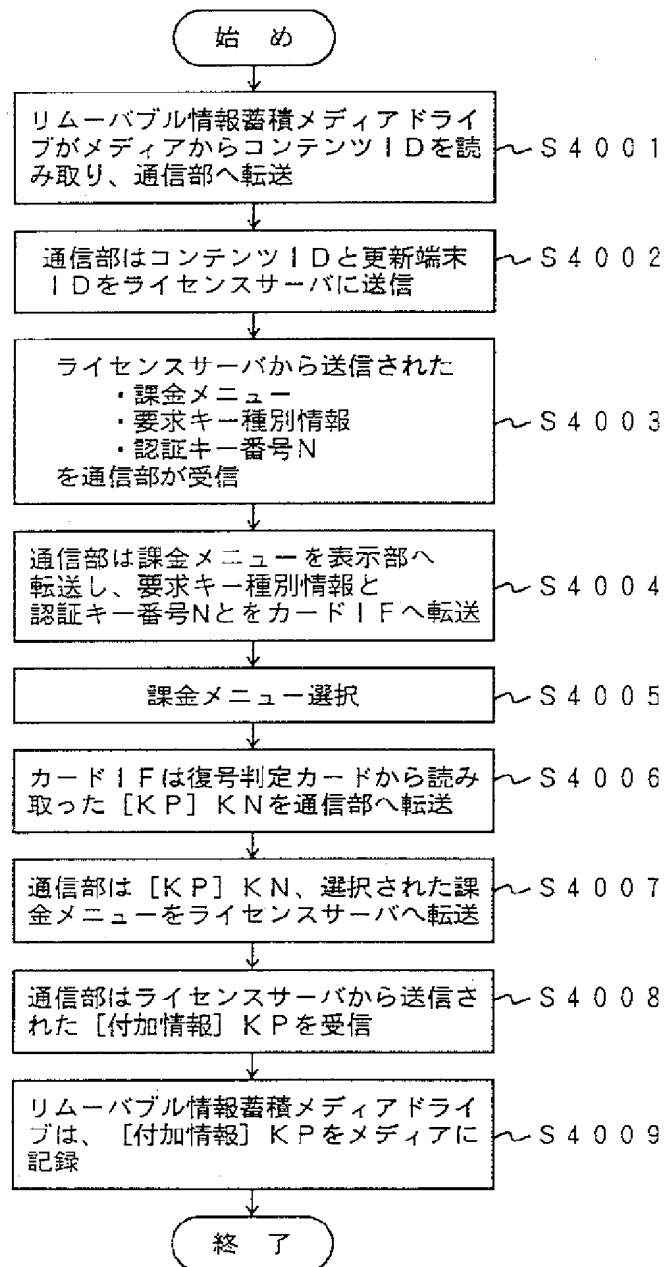 始 め
リムーバブル情報蓄積メディアドライ
ブがメディアからコンテンツIDを読
み取り、通信部へ転送
S4001
通信部はコンテンツIDと更新端末
IDをライセンスサーバに送信
S4002
ライセンスサーバから送信された
・課金メニュー
・要求キー種別情報
・認証キー番号N
を通信部が受信
S4003
通信部は課金メニューを表示部へ
転送し、要求キー種別情報と
認証キー番号NとをカードIFへ転送
S4004
課金メニュー選択
S4005
カードIFは復号判定カードから読み
取った[KP]KNを通信部へ転送
S4006
通信部は[KP]KN、選択された課
金メニューをライセンスサーバへ転送
S4007
通信部はライセンスサーバから送信さ
れた[付加情報]KPを受信
S4008
リムーバブル情報蓄積メディアドライ
ブは、[付加情報]KPをメディアに
記録
S4009
終 了